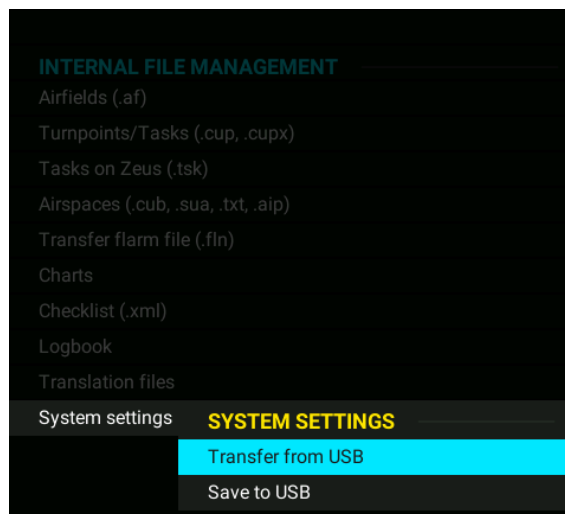 INTERNAL FILE MANAGEMENT
Airfields (.af)
Turnpoints/Tasks (.cup, .cupx)
Tasks on Zeus (.tsk)
Airspaces (.cub, .sua, .txt, .aip)
Transfer flarm file (.fln)
Charts
Checklist (.xml)
Logbook
Translation files
System settings
SYSTEM SETTINGS
Transfer from USB
Save to USB